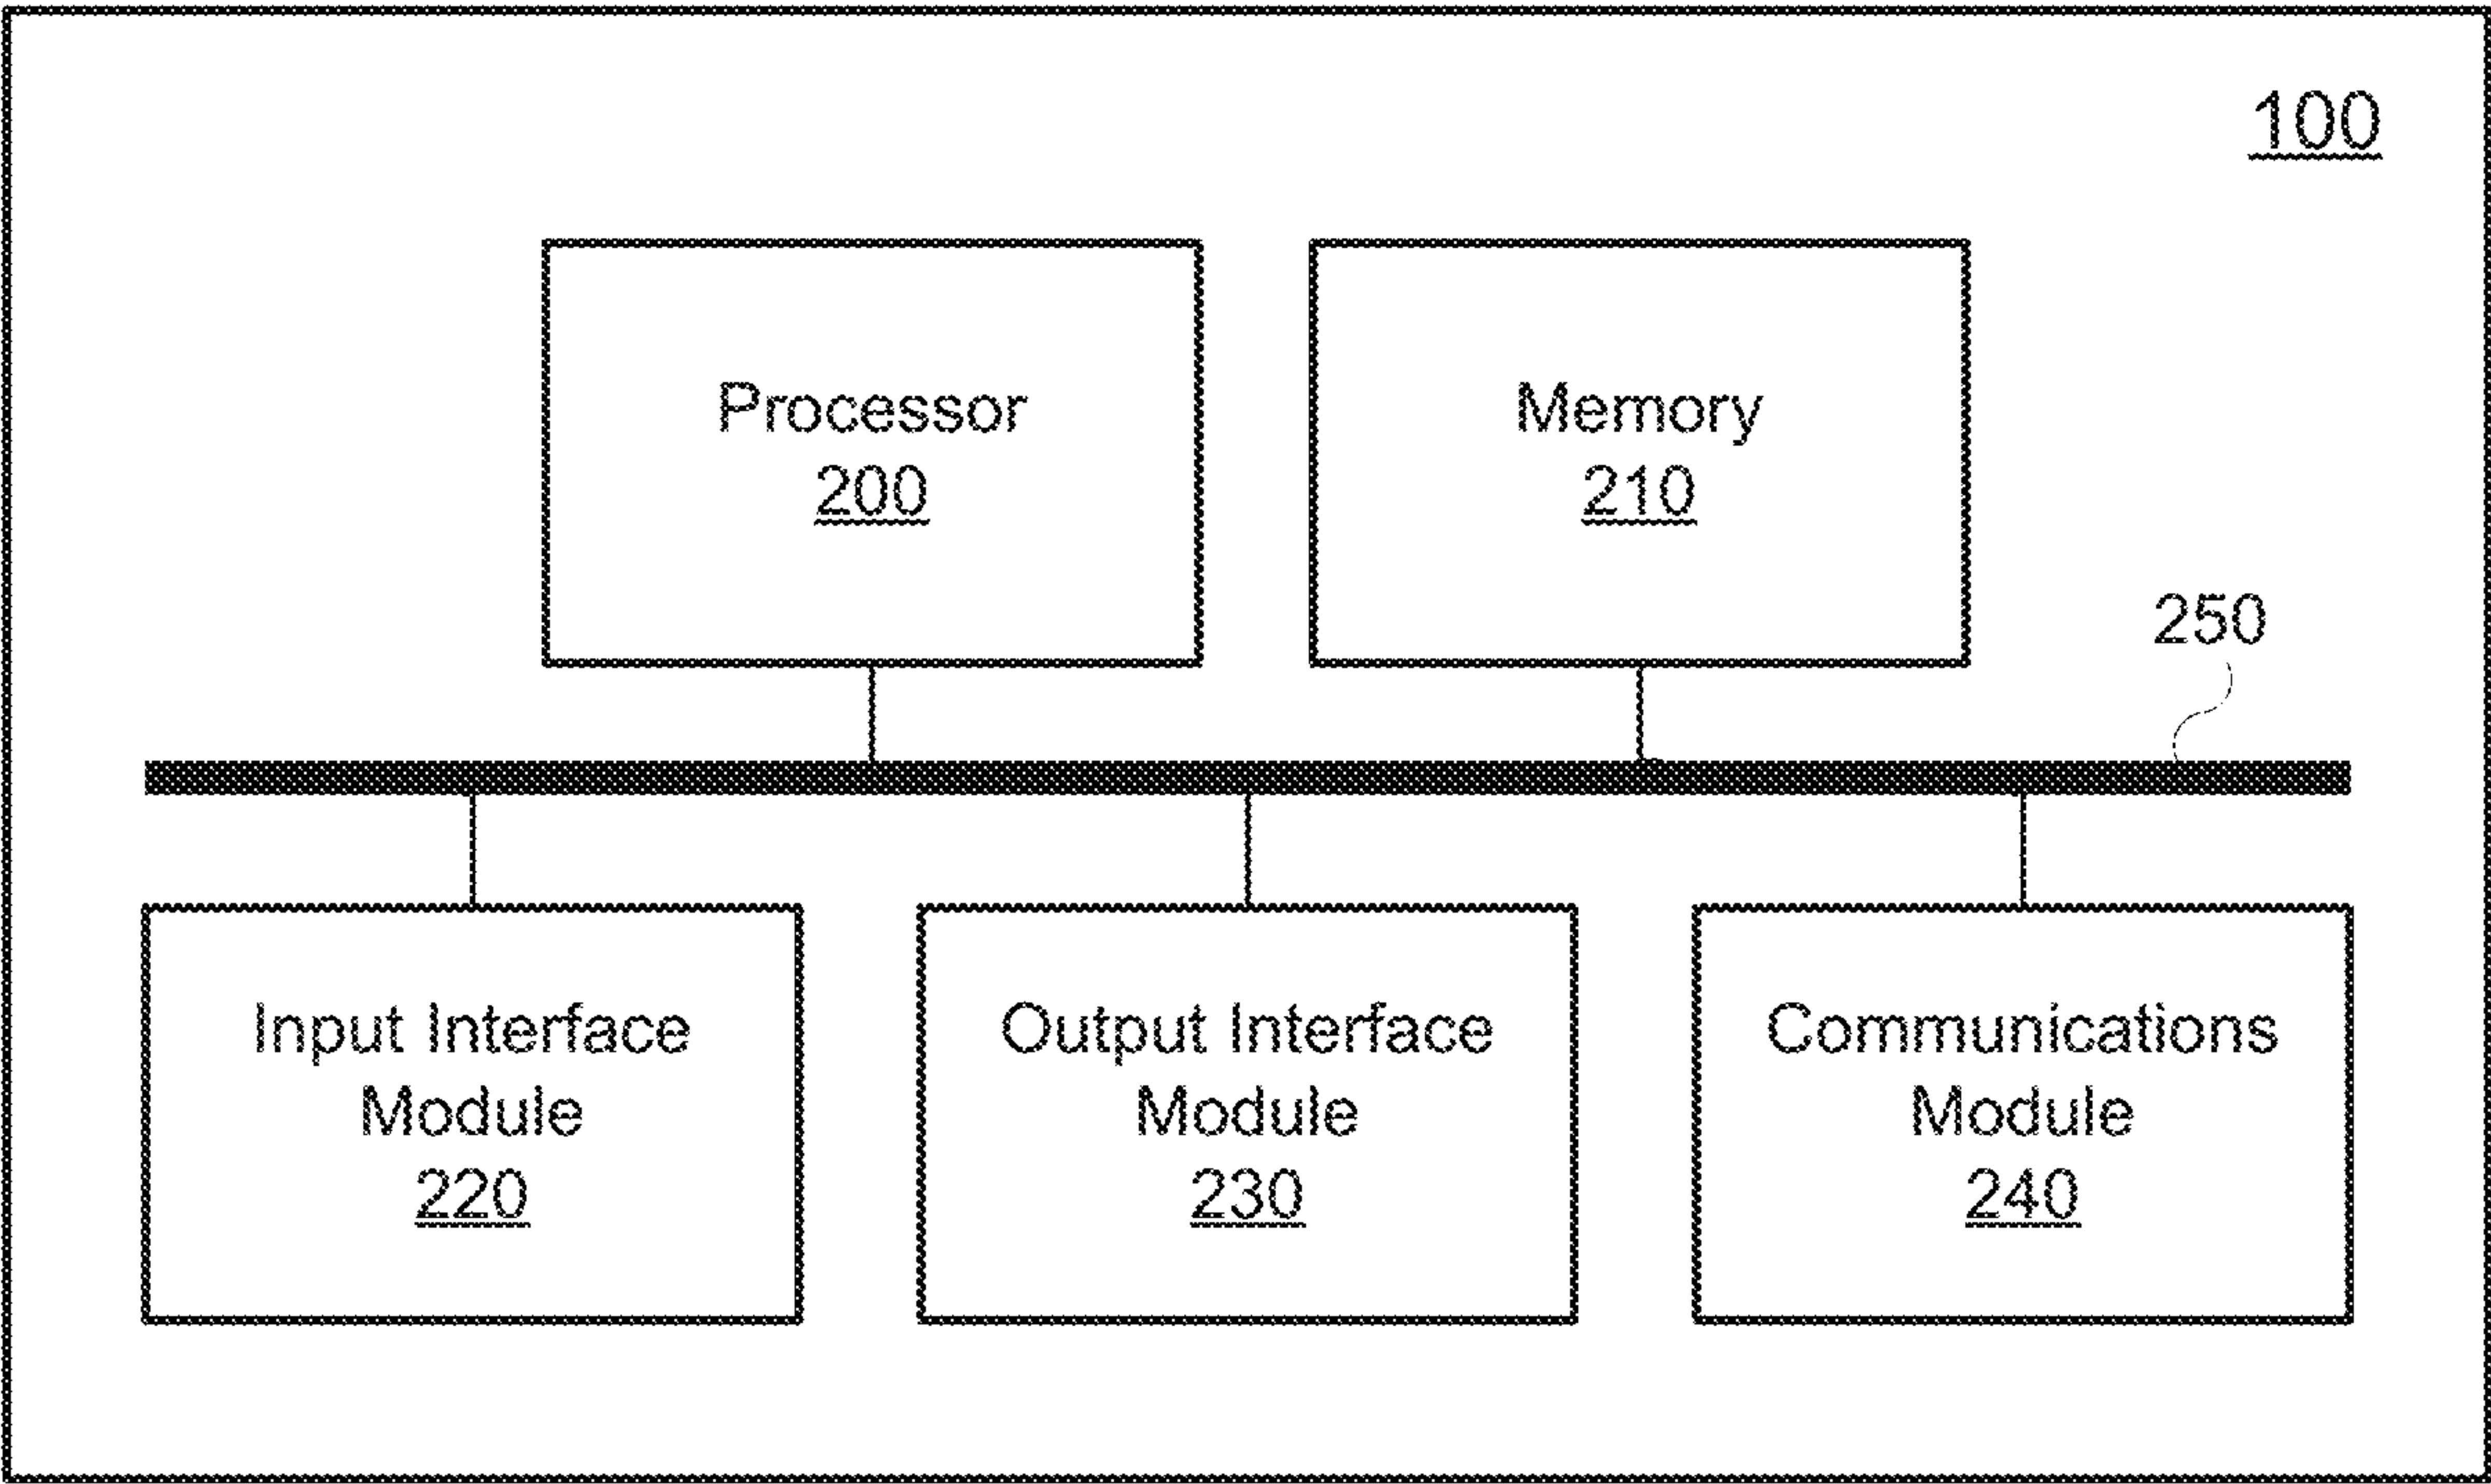 100
Processor
200
Memory
210
250
Input Interface
Module
220
Output Interface
Module
230
Communications
Module
240